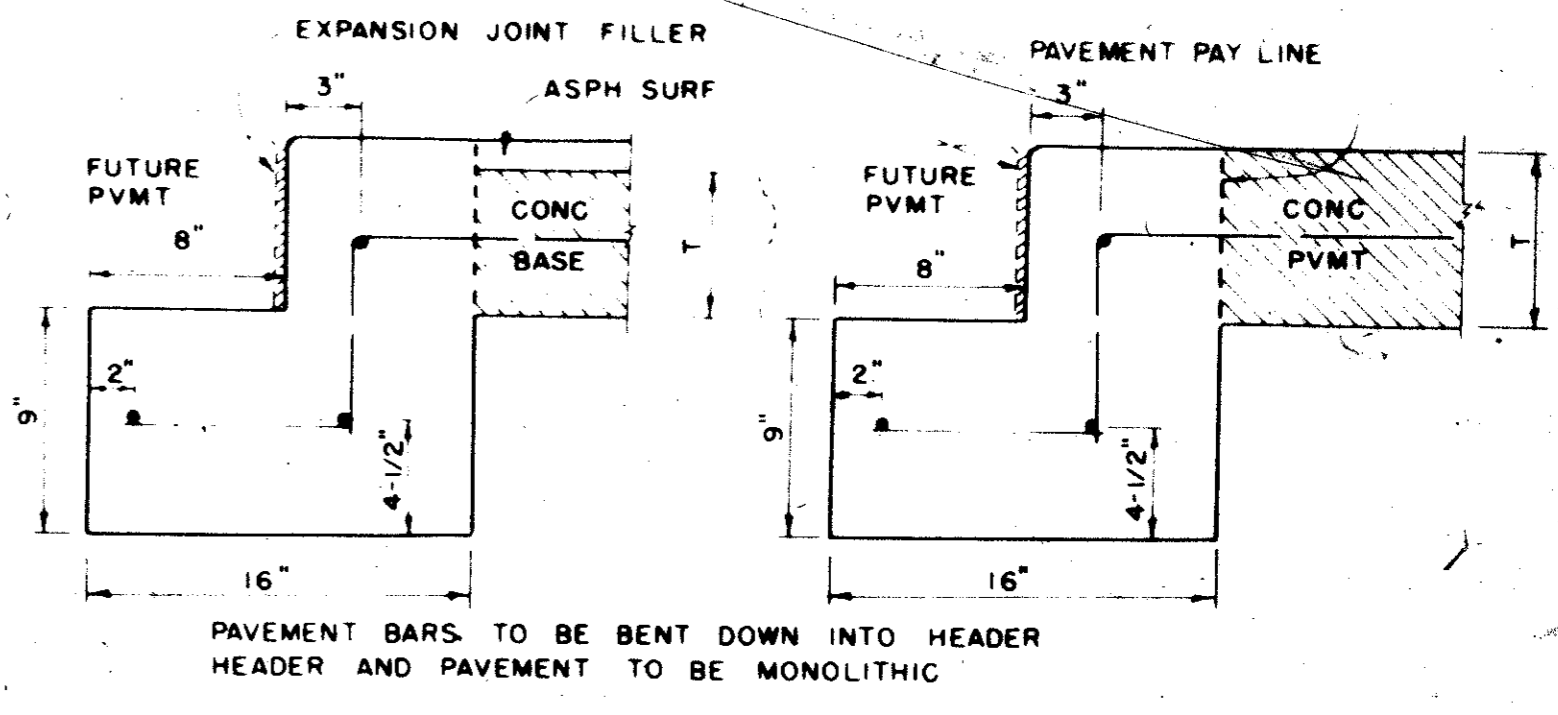 EXPANSION JOINT FILLER
PAVEMENT PAY LINE
3"
ASPH SURF
3"
FUTURE
PVMT
8"
CONC
BASE
T
FUTURE
PVMT
8"
CONC
PVMT
T
2"
9"
4-1/2"
16"
2"
9"
4-1/2"
16"
PAVEMENT BARS TO BE BENT DOWN INTO HEADER
HEADER AND PAVEMENT TO BE MONOLITHIC